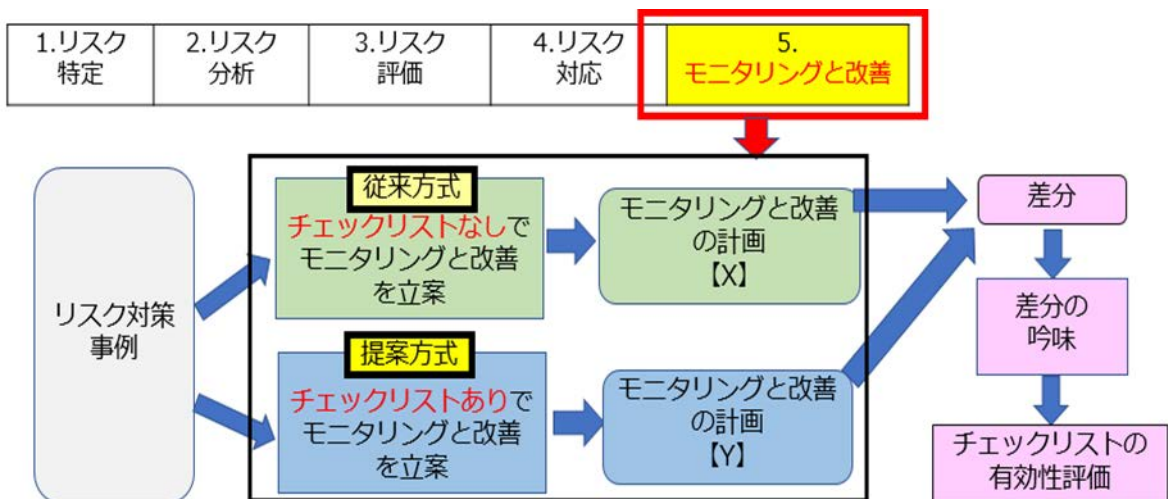 1.リスク
特定
2.リスク
分析
3.リスク
評価
4.リスク
対応
5.
モニタリングと改善
リスク対策
事例
従来方式
チェックリストなしで
モニタリングと改善
を立案
モニタリングと改善
の計画
【X】
提案方式
チェックリストありで
モニタリングと改善
を立案
モニタリングと改善
の計画
【Y】
差分
差分の
吟味
チェックリストの
有効性評価